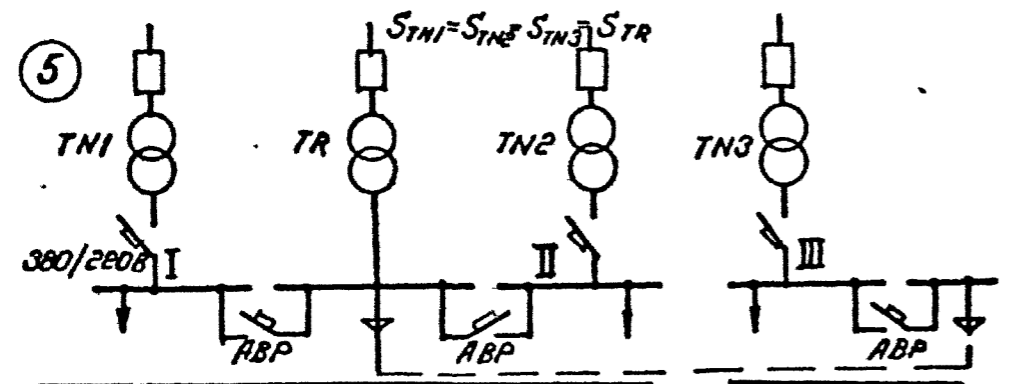 S_TN1 = S_TN2 = S_TN3 = S_TR
5
TN1
TR
TN2
TN3
380/220В I
II
III
АВР
АВР
АВР